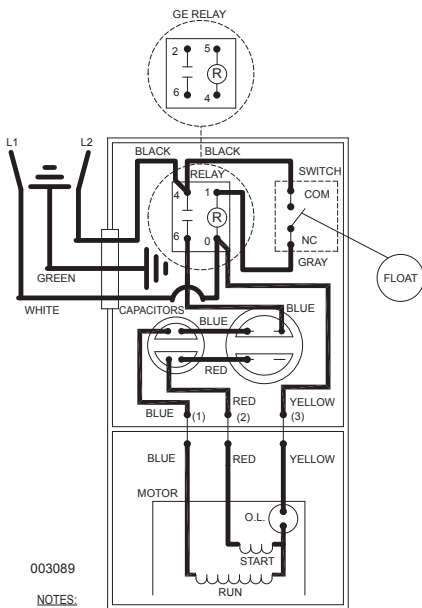 GE RELAY
2 5
R
6 4
L1 L2
BLACK BLACK
RELAY
SWITCH
4 1
COM
R
6 0
NC
GRAY
FLOAT
GREEN
WHITE
CAPACITORS
BLUE
BLUE
RED
BLUE
RED
YELLOW
(1) (2) (3)
BLUE RED YELLOW
MOTOR
O.L.
START
RUN
003089
NOTES: